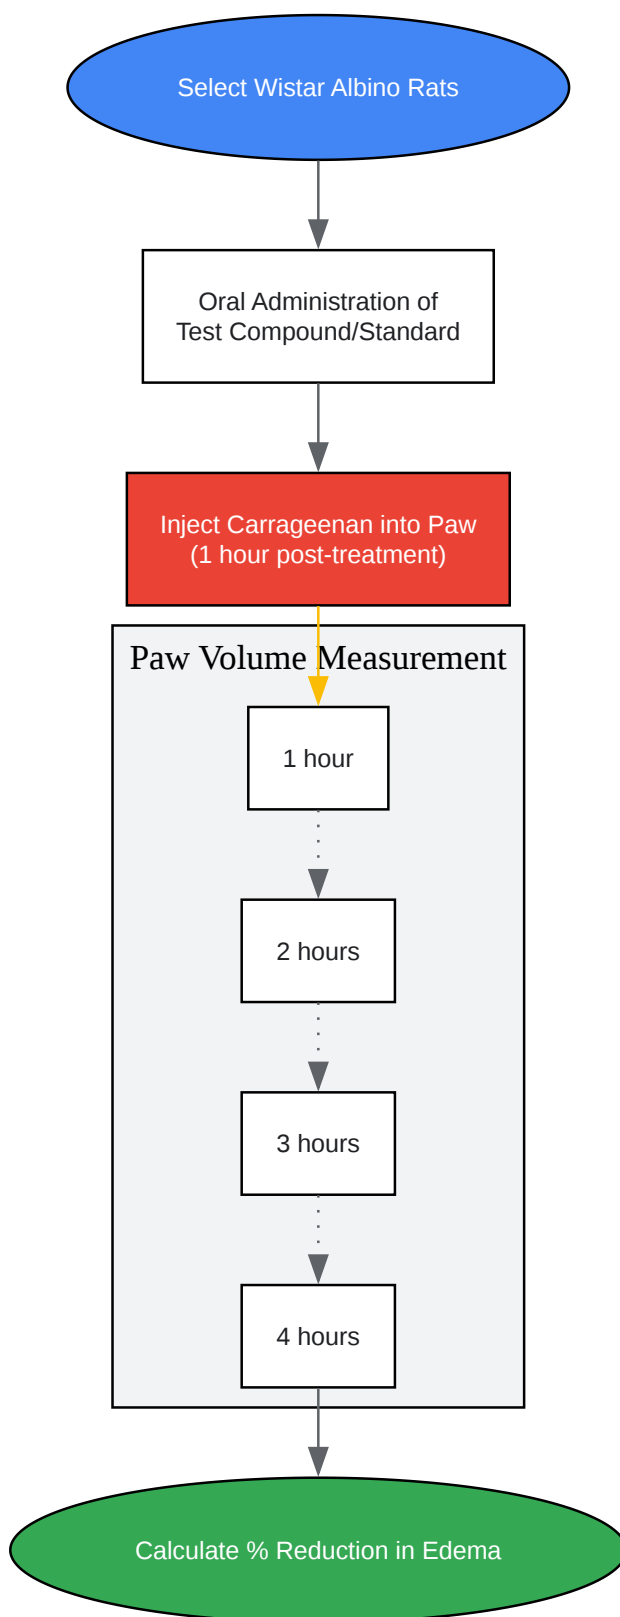 Select Wistar Albino Rats
Oral Administration of
Test Compound/Standard
Inject Carrageenan into Paw
(1 hour post-treatment)
Paw Volume Measurement
1 hour
2 hours
3 hours
4 hours
Calculate % Reduction in Edema